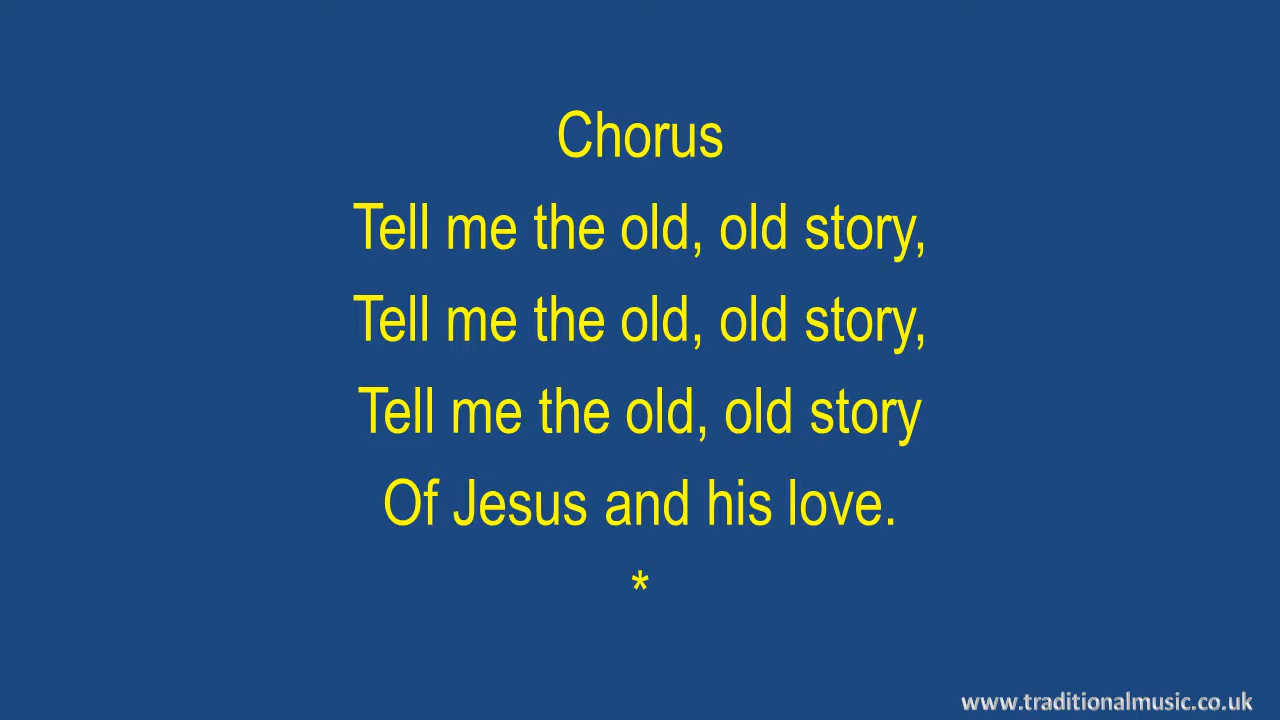 Chorus
Tell me the old, old story,
Tell me the old, old story,
Tell me the old, old story
Of Jesus and his love.
*
www.traditionalmusic.co.uk